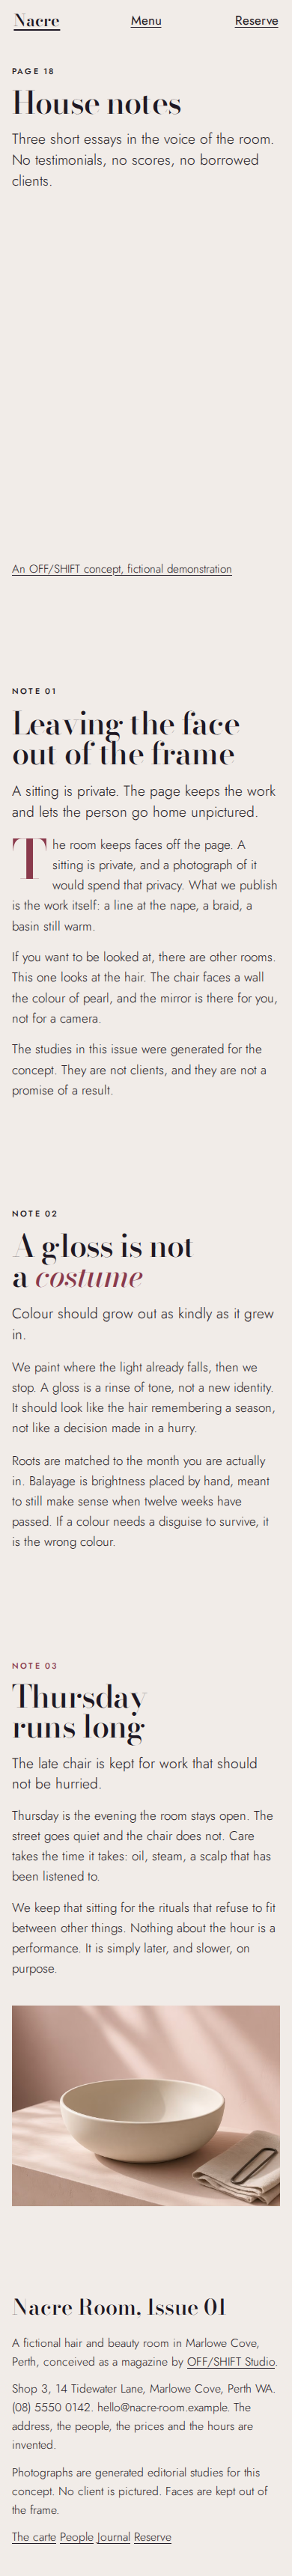 Nacre Menu Reserve
PAGE 18
House notes
Three short essays in the voice of the room.
No testimonials, no scores, no borrowed
clients.
An OFF/SHIFT concept, fictional demonstration
NOTE 01
Leaving the face
out of the frame
A sitting is private. The page keeps the work
and lets the person go home unpictured.
The room keeps faces off the page. A
sitting is private, and a photograph of it
would spend that privacy. What we publish
is the work itself: a line at the nape, a braid, a
basin still warm.
If you want to be looked at, there are other rooms.
This one looks at the hair. The chair faces a wall
the colour of pearl, and the mirror is there for you,
not for a camera.
The studies in this issue were generated for the
concept. They are not clients, and they are not a
promise of a result.
NOTE 02
A gloss is not
a costume
Colour should grow out as kindly as it grew
in.
We paint where the light already falls, then we
stop. A gloss is a rinse of tone, not a new identity.
It should look like the hair remembering a season,
not like a decision made in a hurry.
Roots are matched to the month you are actually
in. Balayage is brightness placed by hand, meant
to still make sense when twelve weeks have
passed. If a colour needs a disguise to survive, it
is the wrong colour.
NOTE 03
Thursday
runs long
The late chair is kept for work that should
not be hurried.
Thursday is the evening the room stays open. The
street goes quiet and the chair does not. Care
takes the time it takes: oil, steam, a scalp that has
been listened to.
We keep that sitting for the rituals that refuse to fit
between other things. Nothing about the hour is a
performance. It is simply later, and slower, on
purpose.
Nacre Room, Issue 01
A fictional hair and beauty room in Marlowe Cove,
Perth, conceived as a magazine by OFF/SHIFT Studio.
Shop 3, 14 Tidewater Lane, Marlowe Cove, Perth WA.
(08) 5550 0142. hello@nacre-room.example. The
address, the people, the prices and the hours are
invented.
Photographs are generated editorial studies for this
concept. No client is pictured. Faces are kept out of
the frame.
The carte People Journal Reserve